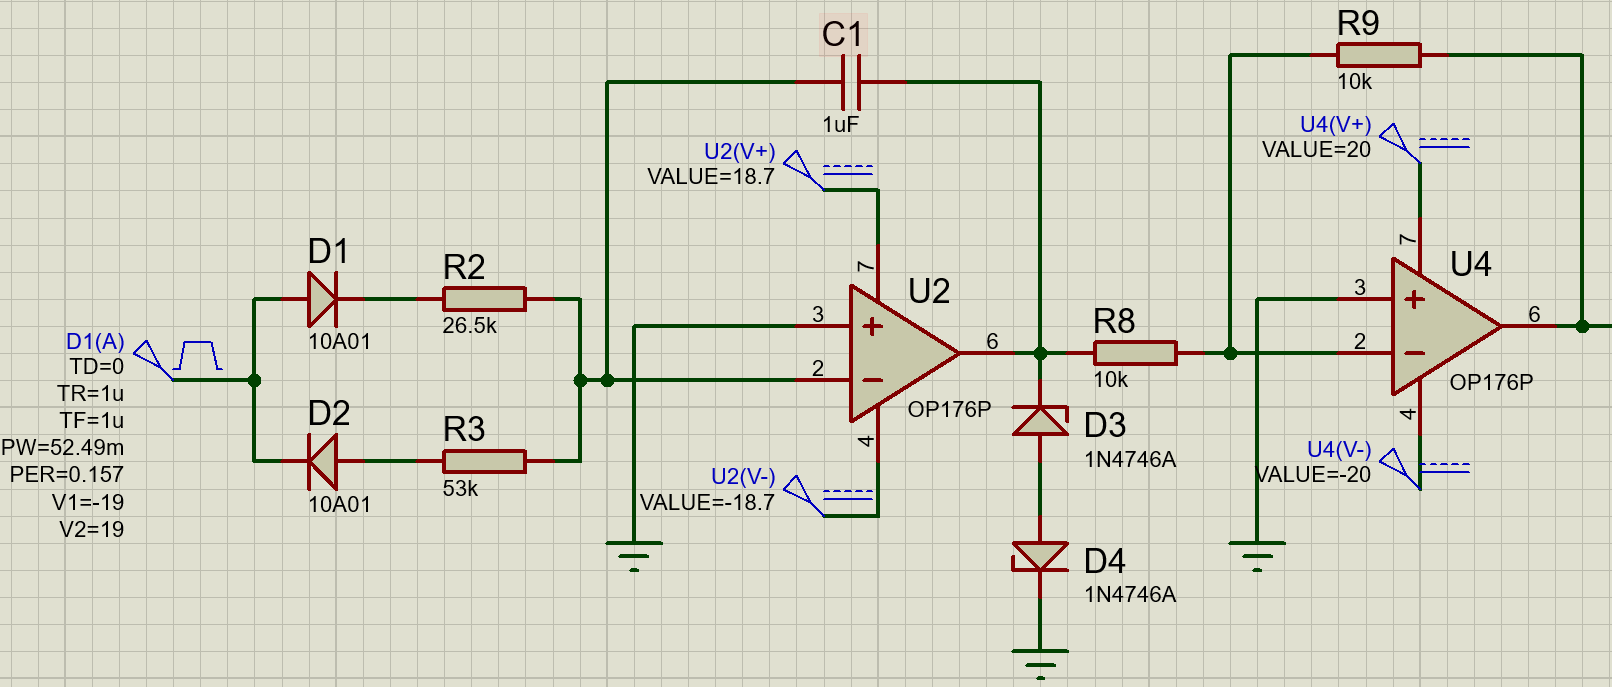 C1
1uF
R9
10k
U2(V+)
VALUE=18.7
U4(V+)
VALUE=20
D1
10A01
R2
26.5k
7
U2
3
2
6
4
OP176P
7
U4
3
2
6
4
OP176P
R8
10k
D1(A)
TD=0
TR=1u
TF=1u
PW=52.49m
PER=0.157
V1=-19
V2=19
D2
10A01
R3
53k
U2(V-)
VALUE=-18.7
D3
1N4746A
U4(V-)
VALUE=-20
D4
1N4746A